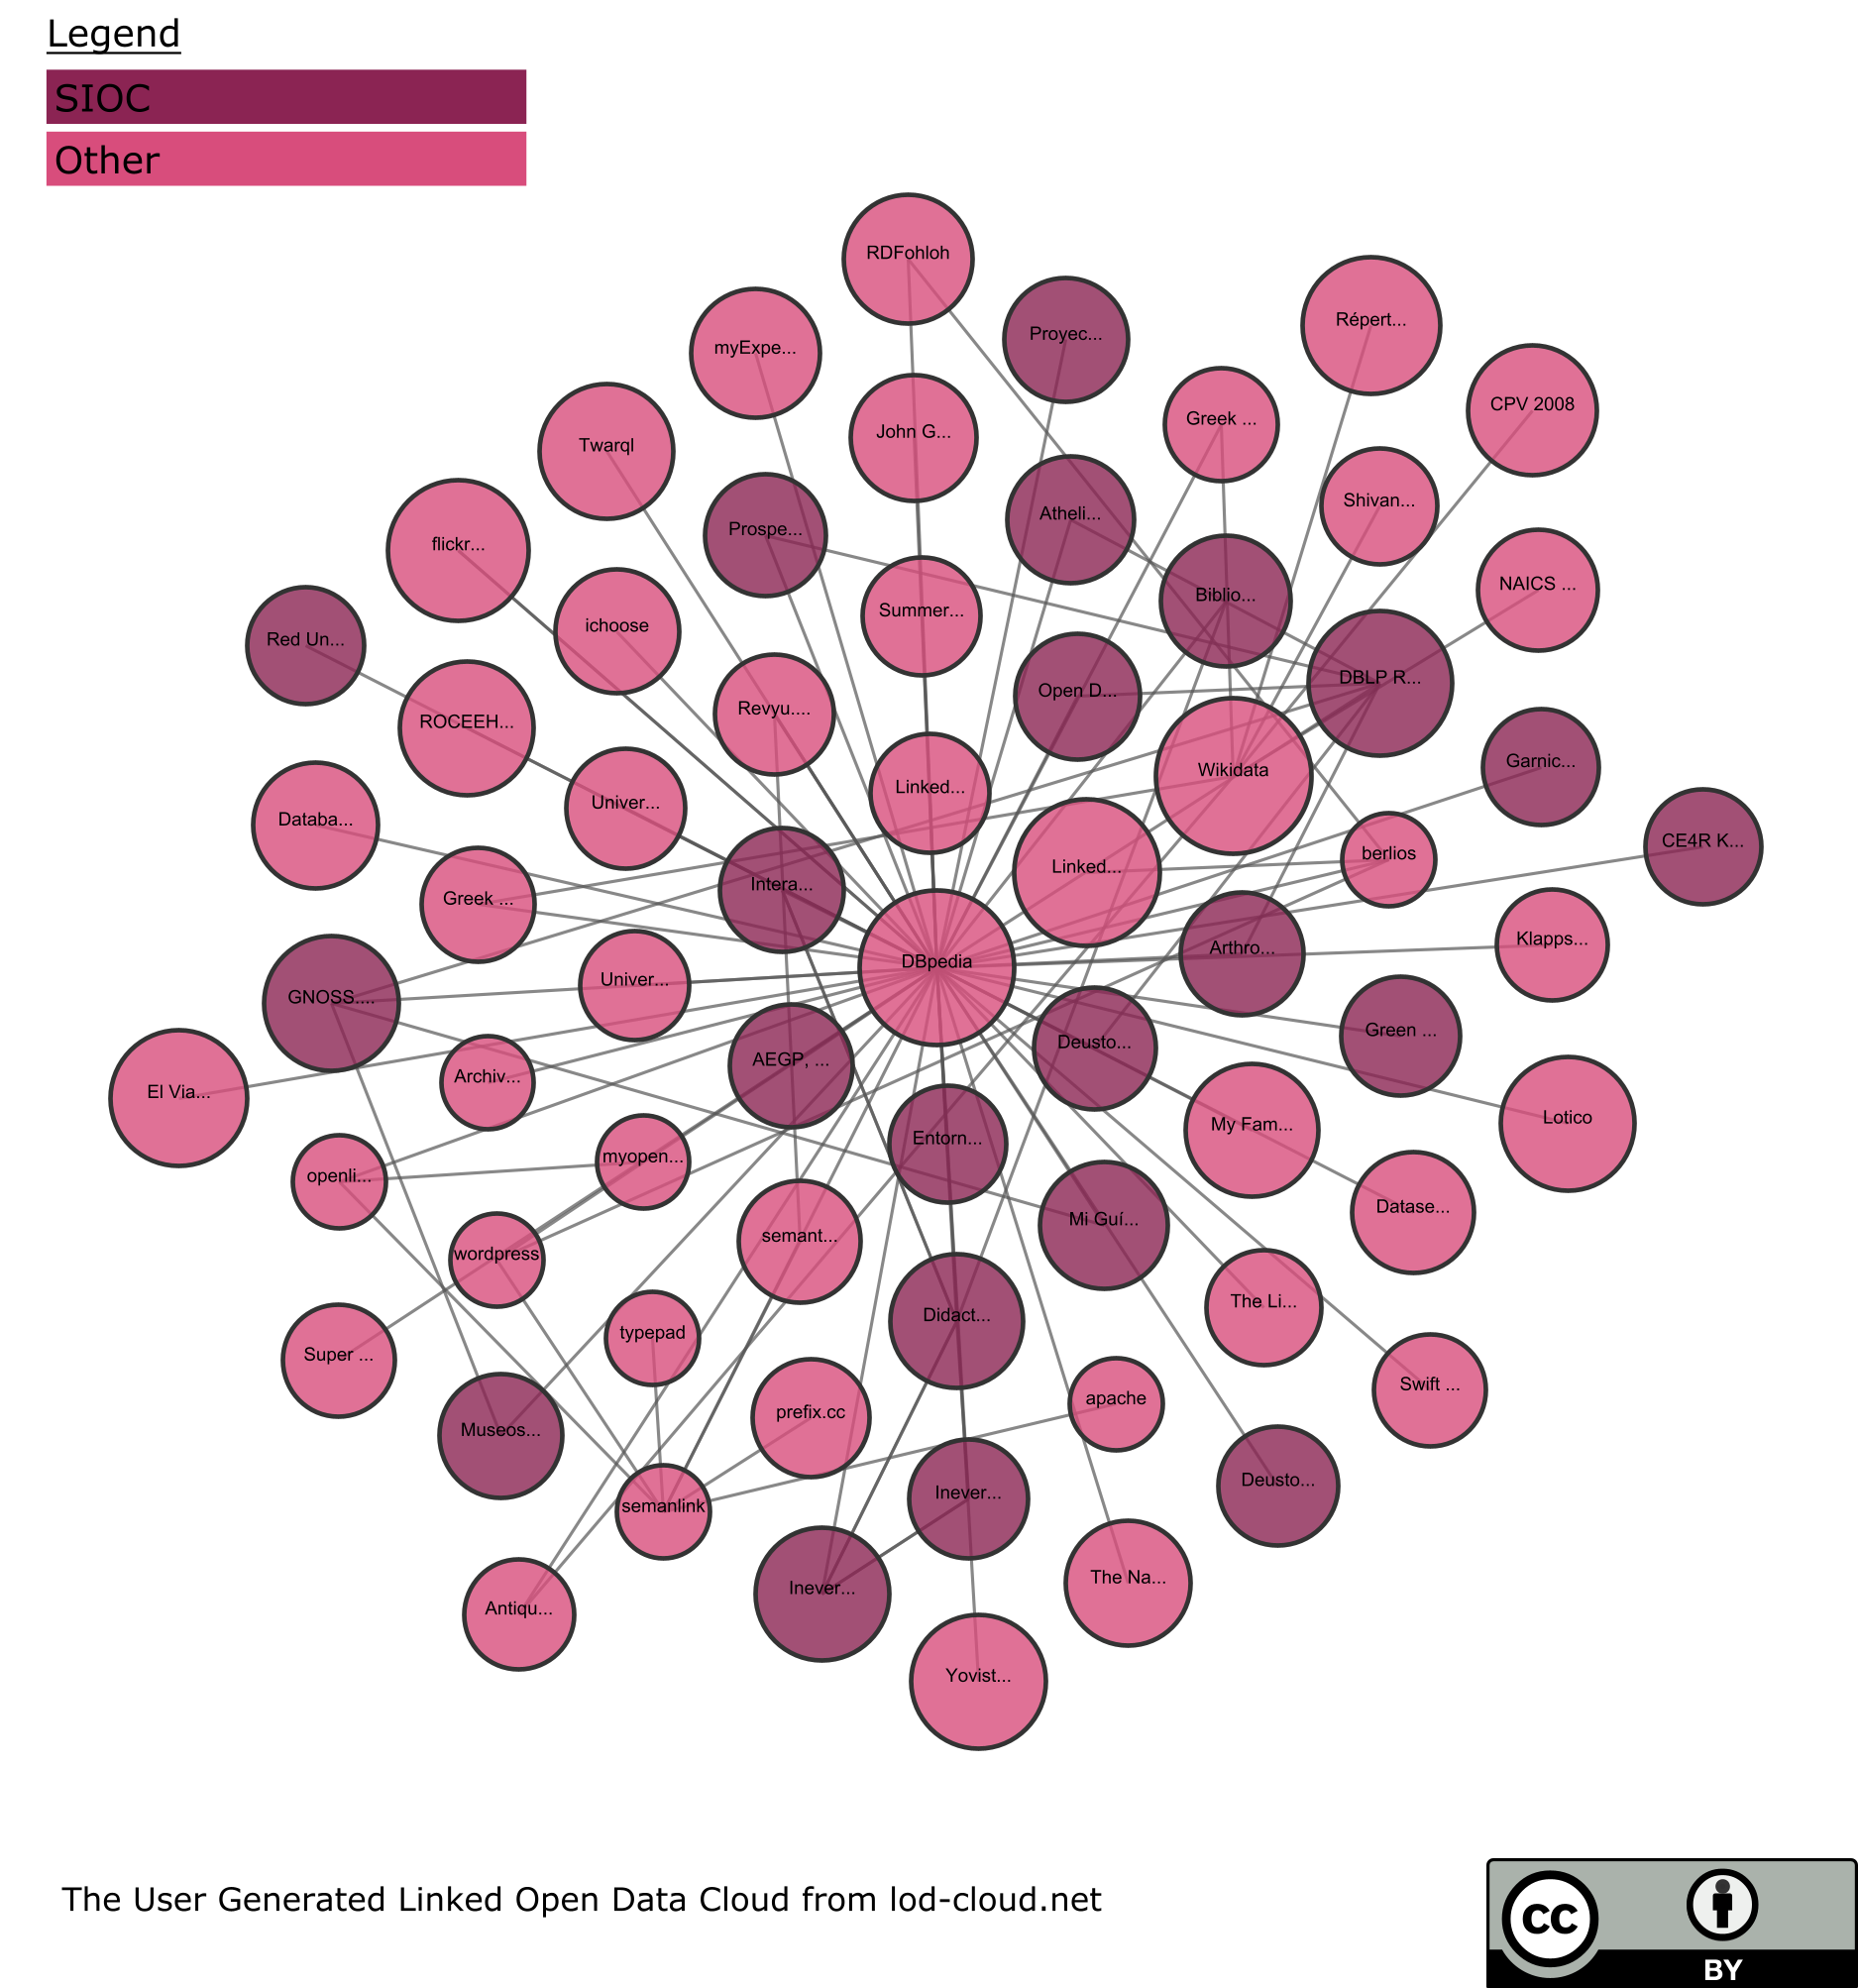 Legend
SIOC
Other
RDFohloh
Proyec...
Répert...
myExpe...
CPV 2008
Greek ...
John G...
Twarql
Shivan...
Atheli...
Prospe...
flickr...
NAICS ...
Biblio...
Summer...
ichoose
Red Un...
DBLP R...
Open D...
Revyu....
ROCEEH...
Garnic...
Wikidata
Linked...
Univer...
Databa...
CE4R K...
berlios
Linked...
Intera...
Greek ...
Klapps...
Arthro...
DBpedia
Univer...
GNOSS....
Green ...
Deusto...
AEGP, ...
Archiv...
El Via...
Lotico
My Fam...
Entorn...
myopen...
openli...
Datase...
Mi Guí...
semant...
wordpress
The Li...
Didact...
typepad
Super ...
Swift ...
apache
prefix.cc
Museos...
Deusto...
Inever...
semanlink
The Na...
Inever...
Antiqu...
Yovist...
The User Generated Linked Open Data Cloud from lod-cloud.net
cc
BY